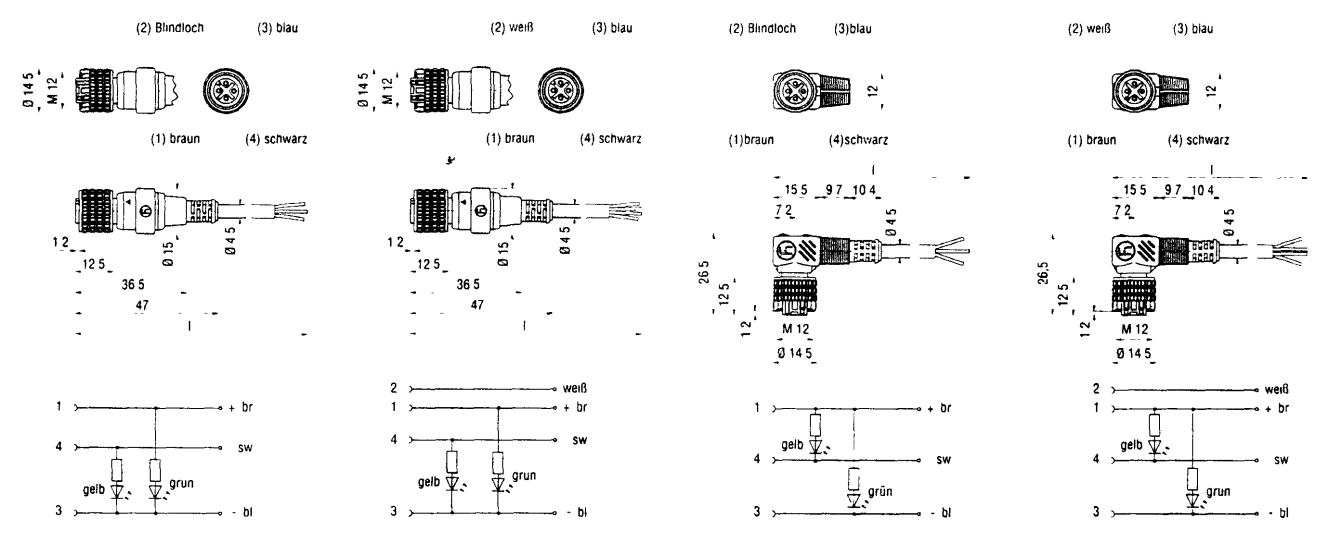 (2) Blindloch (3) blau
Ø 14 5
M 12
(1) braun (4) schwarz
1 2
12 5
36 5
47
l
Ø 15
Ø 4 5
1
4
3
+ br
sw
- bl
gelb
grun
(2) weiß (3) blau
Ø 14 5
M 12
(1) braun (4) schwarz
1 2
12 5
36 5
47
l
Ø 15
Ø 4 5
2
1
4
3
weiß
+ br
sw
- bl
gelb
grun
(2) Blindloch (3)blau
12
(1)braun (4)schwarz
l
15 5 9 7 10 4
7 2
Ø 4 5
26 5
12 5
1 2
M 12
Ø 14 5
1
4
3
+ br
sw
- bl
gelb
grün
(2) weiß (3) blau
12
(1) braun (4) schwarz
l
15 5 9 7 10 4
7 2
Ø 4 5
26,5
12 5
1 2
M 12
Ø 14 5
2
1
4
3
weiß
+ br
sw
- bl
gelb
grun